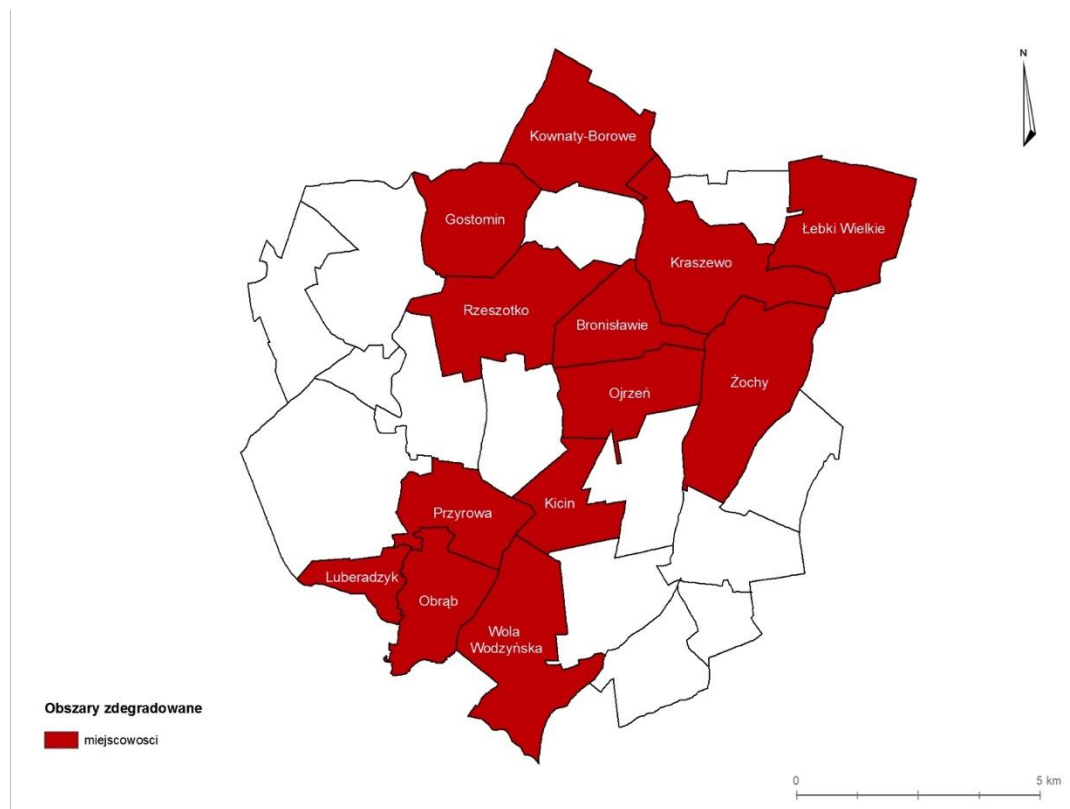 N
Kownaty-Borowe
Gostomin
Łebki Wielkie
Kraszewo
Rzeszotko
Bronisławie
Ojrzeń
Żochy
Kicin
Przyrowa
Luberadzyk
Obrąb
Wola
Wodzyńska
Obszary zdegradowane
miejscowosci
0
5 km